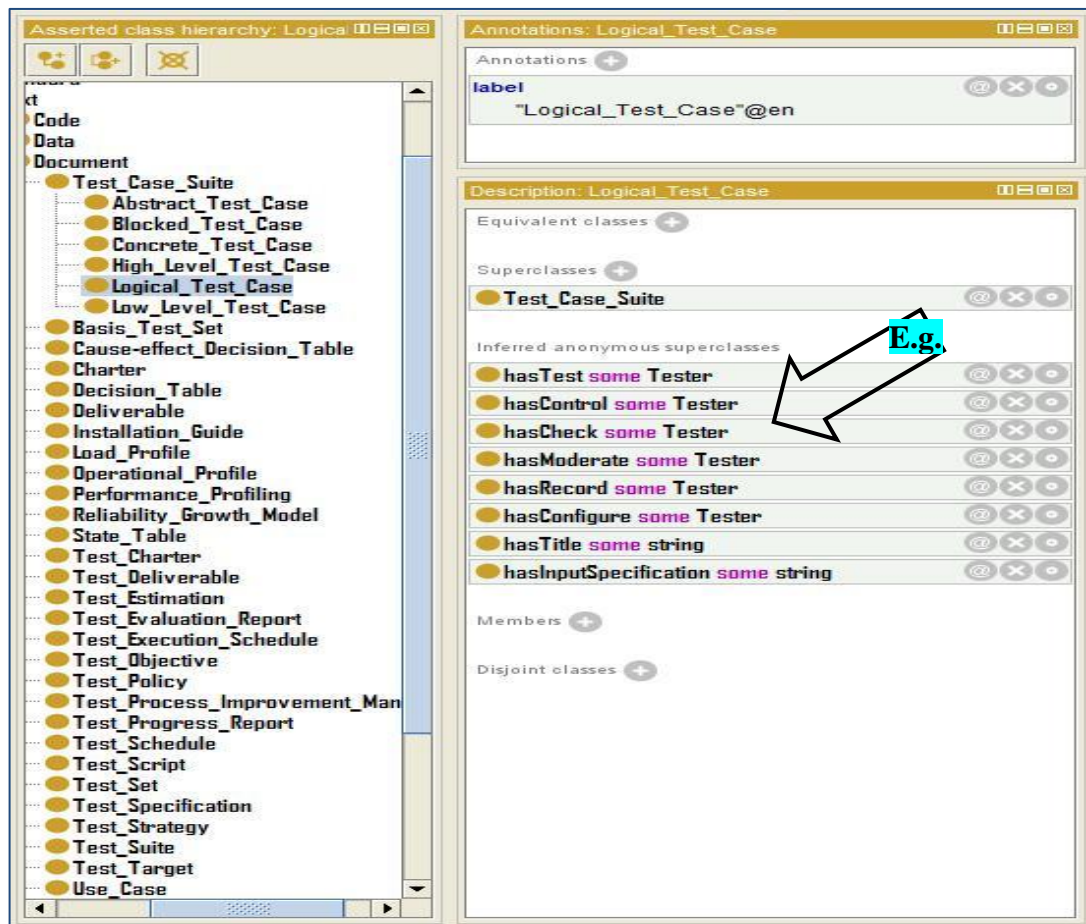 Asserted class hierarchy: Logical
xt
Code
Data
Document
Test_Case_Suite
Abstract_Test_Case
Blocked_Test_Case
Concrete_Test_Case
High_Level_Test_Case
Logical_Test_Case
Low_Level_Test_Case
Basis_Test_Set
Cause-effect_Decision_Table
Charter
Decision_Table
Deliverable
Installation_Guide
Load_Profile
Operational_Profile
Performance_Profiling
Reliability_Growth_Model
State_Table
Test_Charter
Test_Deliverable
Test_Estimation
Test_Evaluation_Report
Test_Execution_Schedule
Test_Objective
Test_Policy
Test_Process_Improvement_Man
Test_Progress_Report
Test_Schedule
Test_Script
Test_Set
Test_Specification
Test_Strategy
Test_Suite
Test_Target
Use_Case
Annotations: Logical_Test_Case
Annotations
label
"Logical_Test_Case"@en
Description: Logical_Test_Case
Equivalent classes
Superclasses
Test_Case_Suite
E.g.
Inferred anonymous superclasses
hasTest some Tester
hasControl some Tester
hasCheck some Tester
hasModerate some Tester
hasRecord some Tester
hasConfigure some Tester
hasTitle some string
hasInputSpecification some string
Members
Disjoint classes